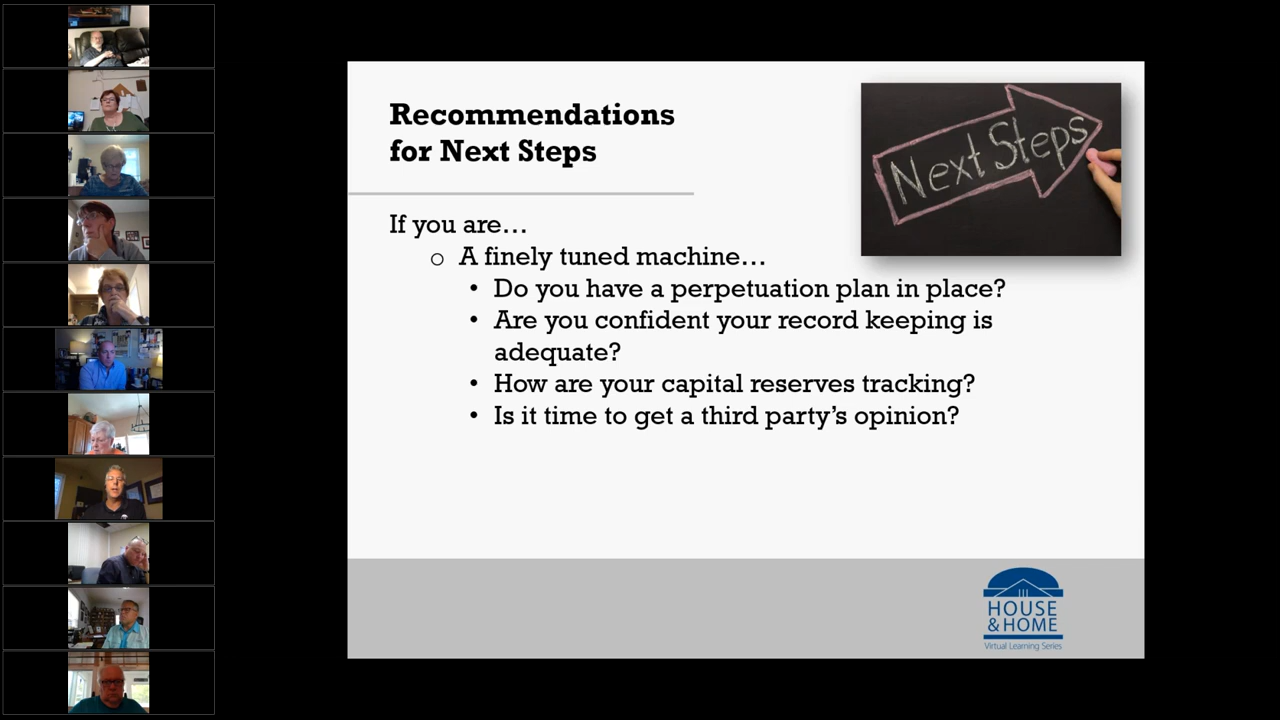 Recommendations
for Next Steps
Next Steps
If you are…
o A finely tuned machine…
• Do you have a perpetuation plan in place?
• Are you confident your record keeping is
adequate?
• How are your capital reserves tracking?
• Is it time to get a third party’s opinion?
HOUSE
& HOME
Virtual Learning Series